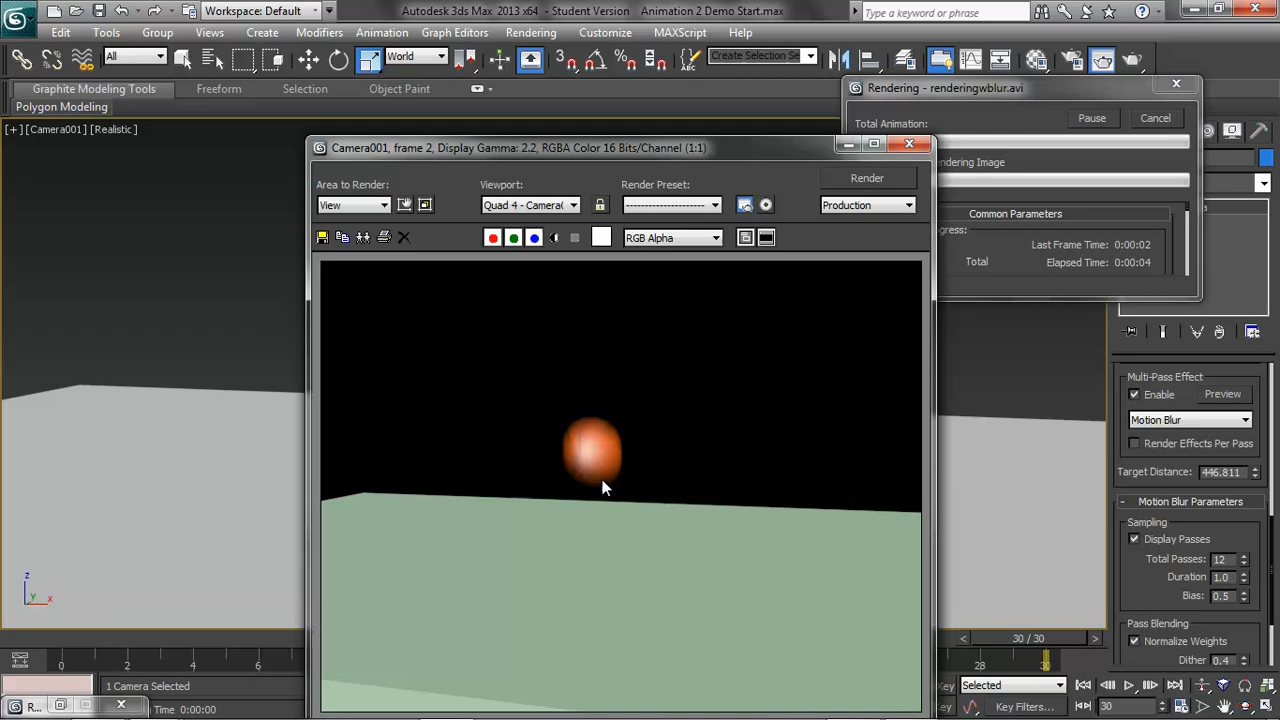 Workspace: Default
Autodesk 3ds Max 2013 x64 - Student Version Animation 2 Demo Start.max
Type a keyword or phrase
Edit Tools Group Views Create Modifiers Animation Graph Editors Rendering Customize MAXScript Help
All
World
3
Create Selection Se
Graphite Modeling Tools Freeform Selection Object Paint
Polygon Modeling
[+] [Camera001] [Realistic]
Rendering - renderingwblur.avi
Total Animation:
Pause
Cancel
ndering Image
Common Parameters
gress:
Last Frame Time: 0:00:02
Total Elapsed Time: 0:00:04
Camera001, frame 2, Display Gamma: 2.2, RGBA Color 16 Bits/Channel (1:1)
Area to Render:
Viewport:
Render Preset:
Render
View
Quad 4 - Camera(
Production
RGB Alpha
Multi-Pass Effect
Enable
Preview
Motion Blur
Render Effects Per Pass
Target Distance: 446.811
- Motion Blur Parameters
Sampling
Display Passes
Total Passes: 12
Duration 1.0
Bias: 0.5
Pass Blending
Normalize Weights
Dither 0.4
z
y
x
< 30 / 30 >
0 2 4 6 28 30
1 Camera Selected
Key
Selected
R...
Time 0:00:00
Key Filters...
30